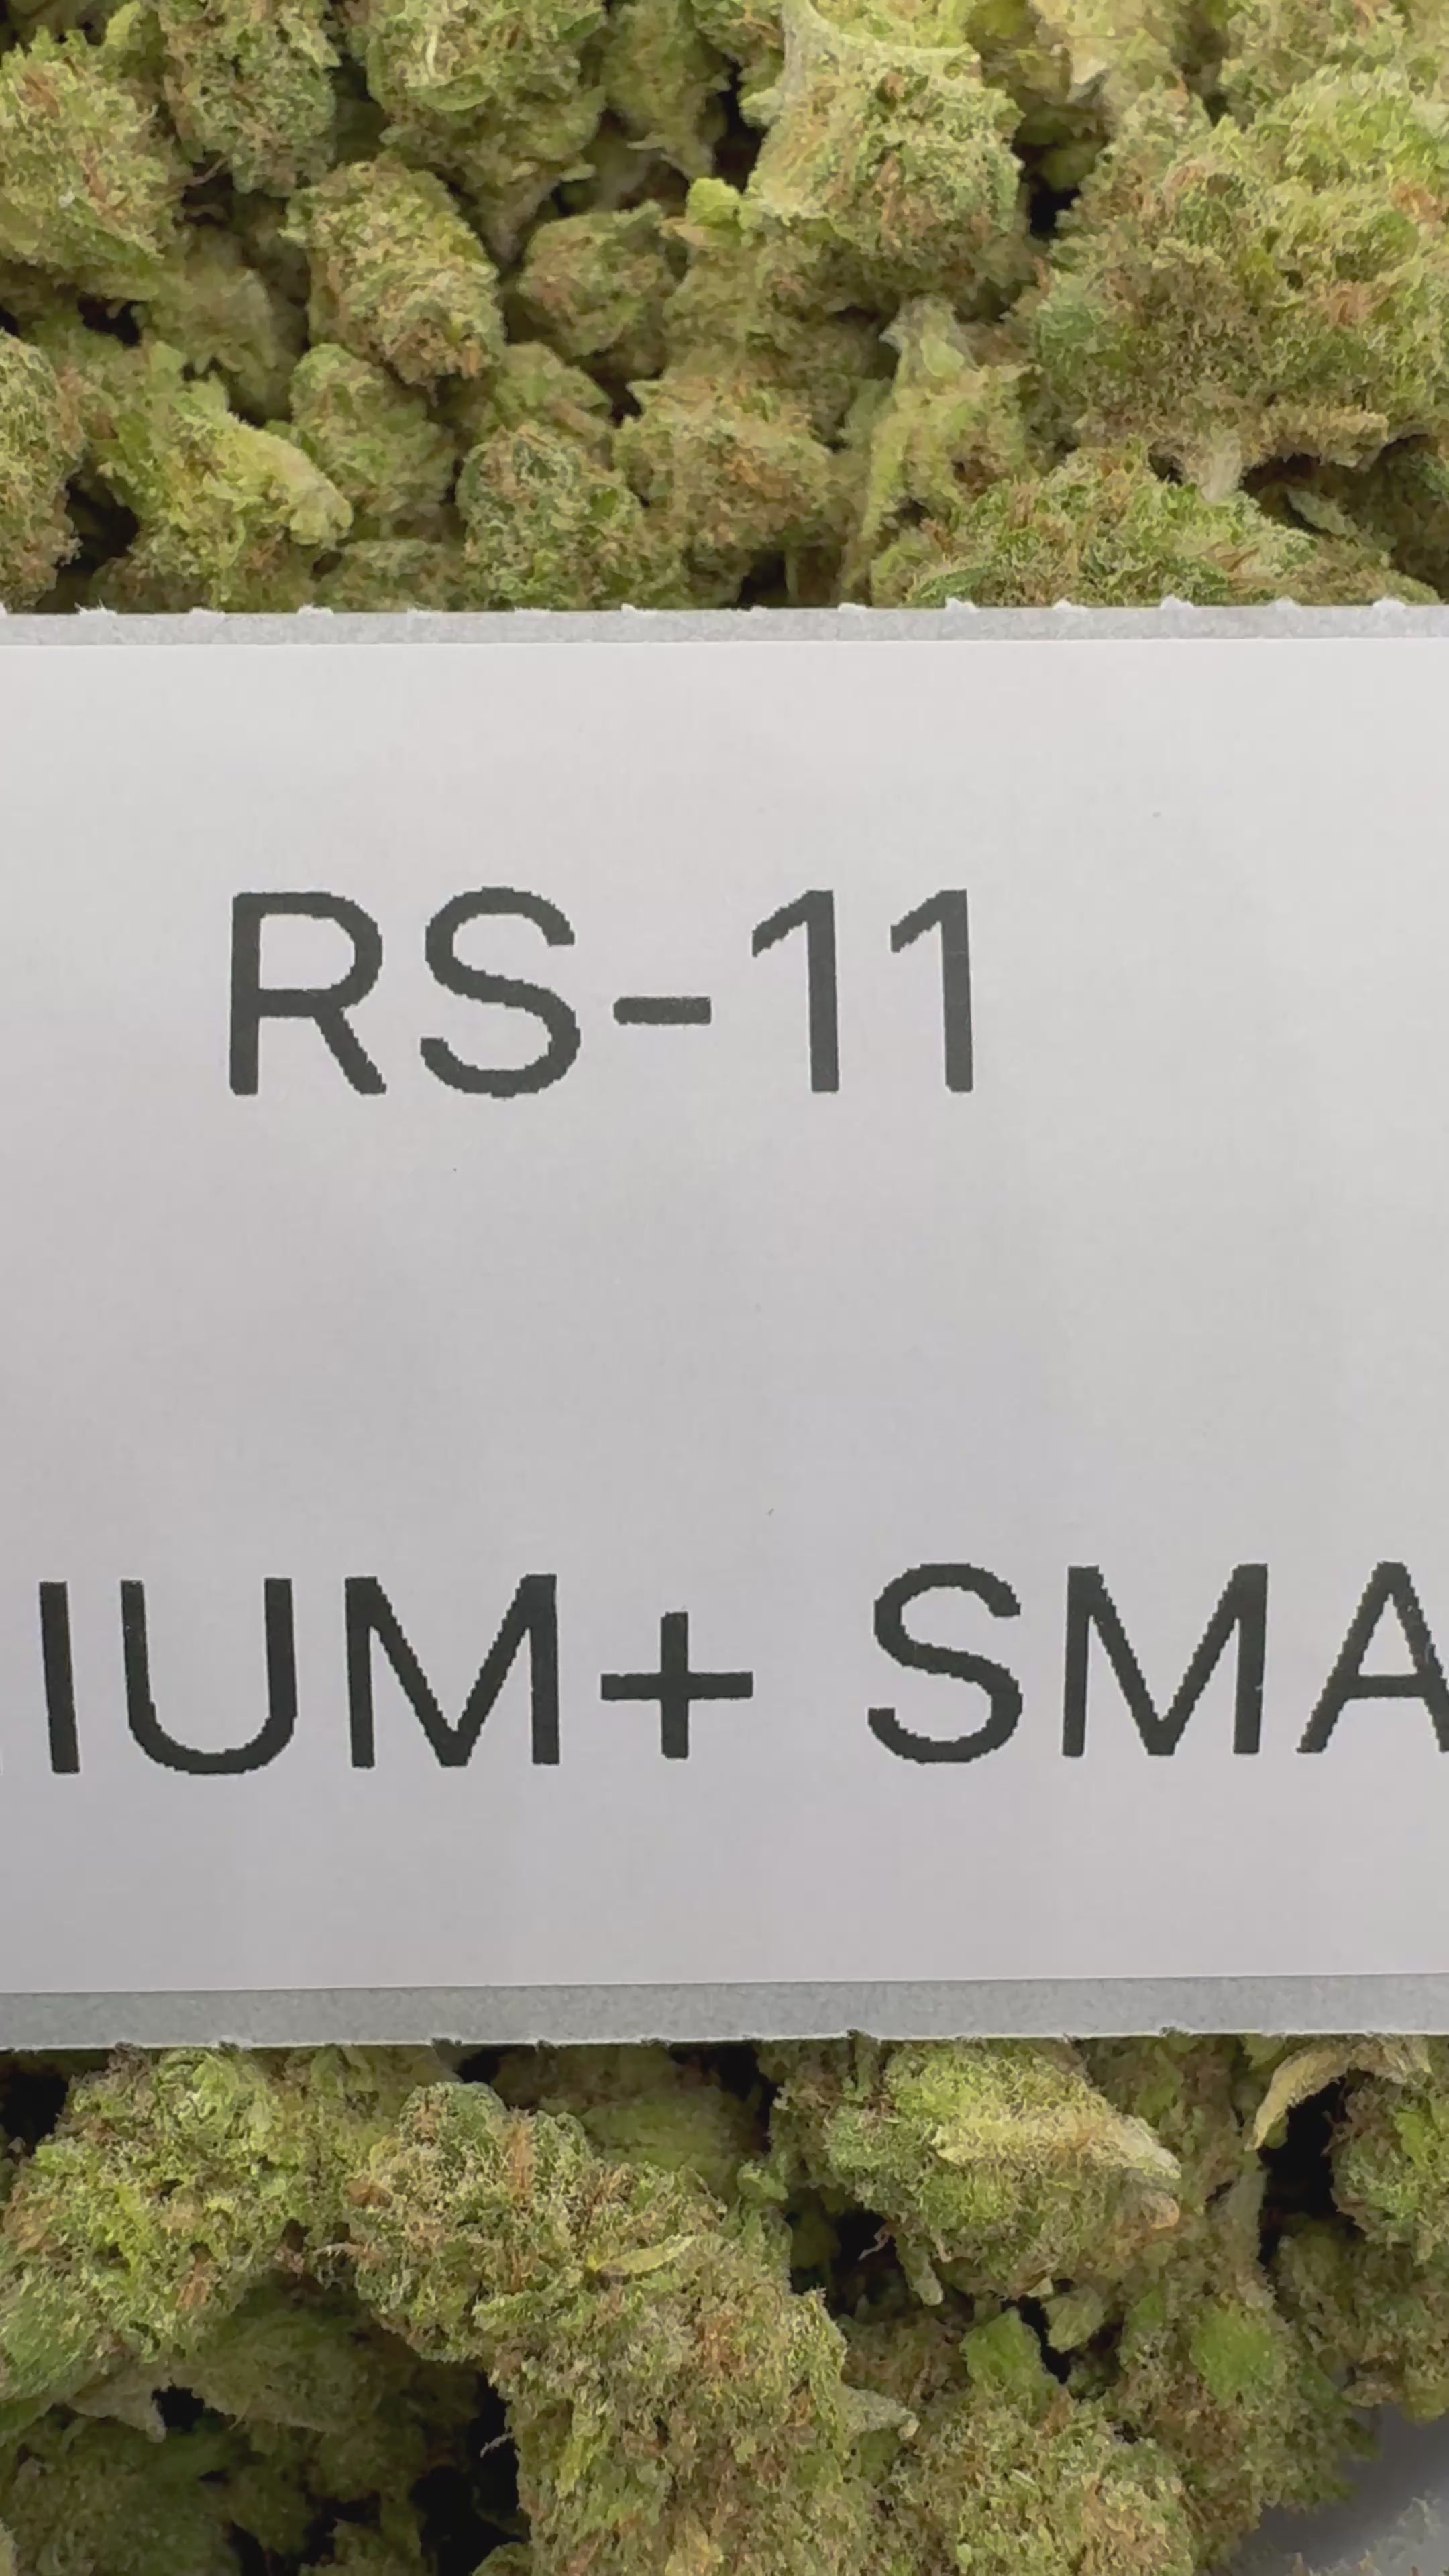 RS-11
IUM+ SMA